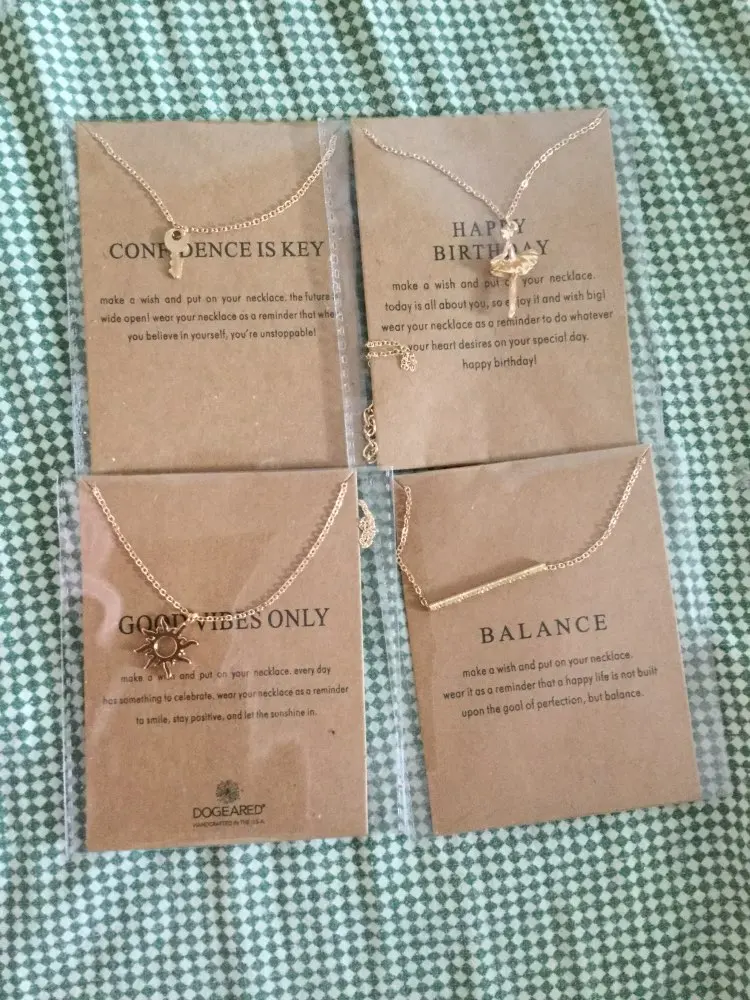 CONFIDENCE IS KEY
make a wish and put on your necklace. the future
wide open! wear your necklace as a reminder that whe
you believe in yourself, you're unstoppable!
HAPPY
BIRTHDAY
make a wish and put on your necklace.
today is all about you, so enjoy it and wish big!
wear your necklace as a reminder to do whatever
your heart desires on your special day.
happy birthday!
GOOD VIBES ONLY
make a wish and put on your necklace. every day
has something to celebrate. wear your necklace as a reminder
to smile, stay positive, and let the sunshine in.
DOGEARED®
HANDCRAFTED IN THE U.S.A.
BALANCE
make a wish and put on your necklace.
wear it as a reminder that a happy life is not built
upon the goal of perfection, but balance.